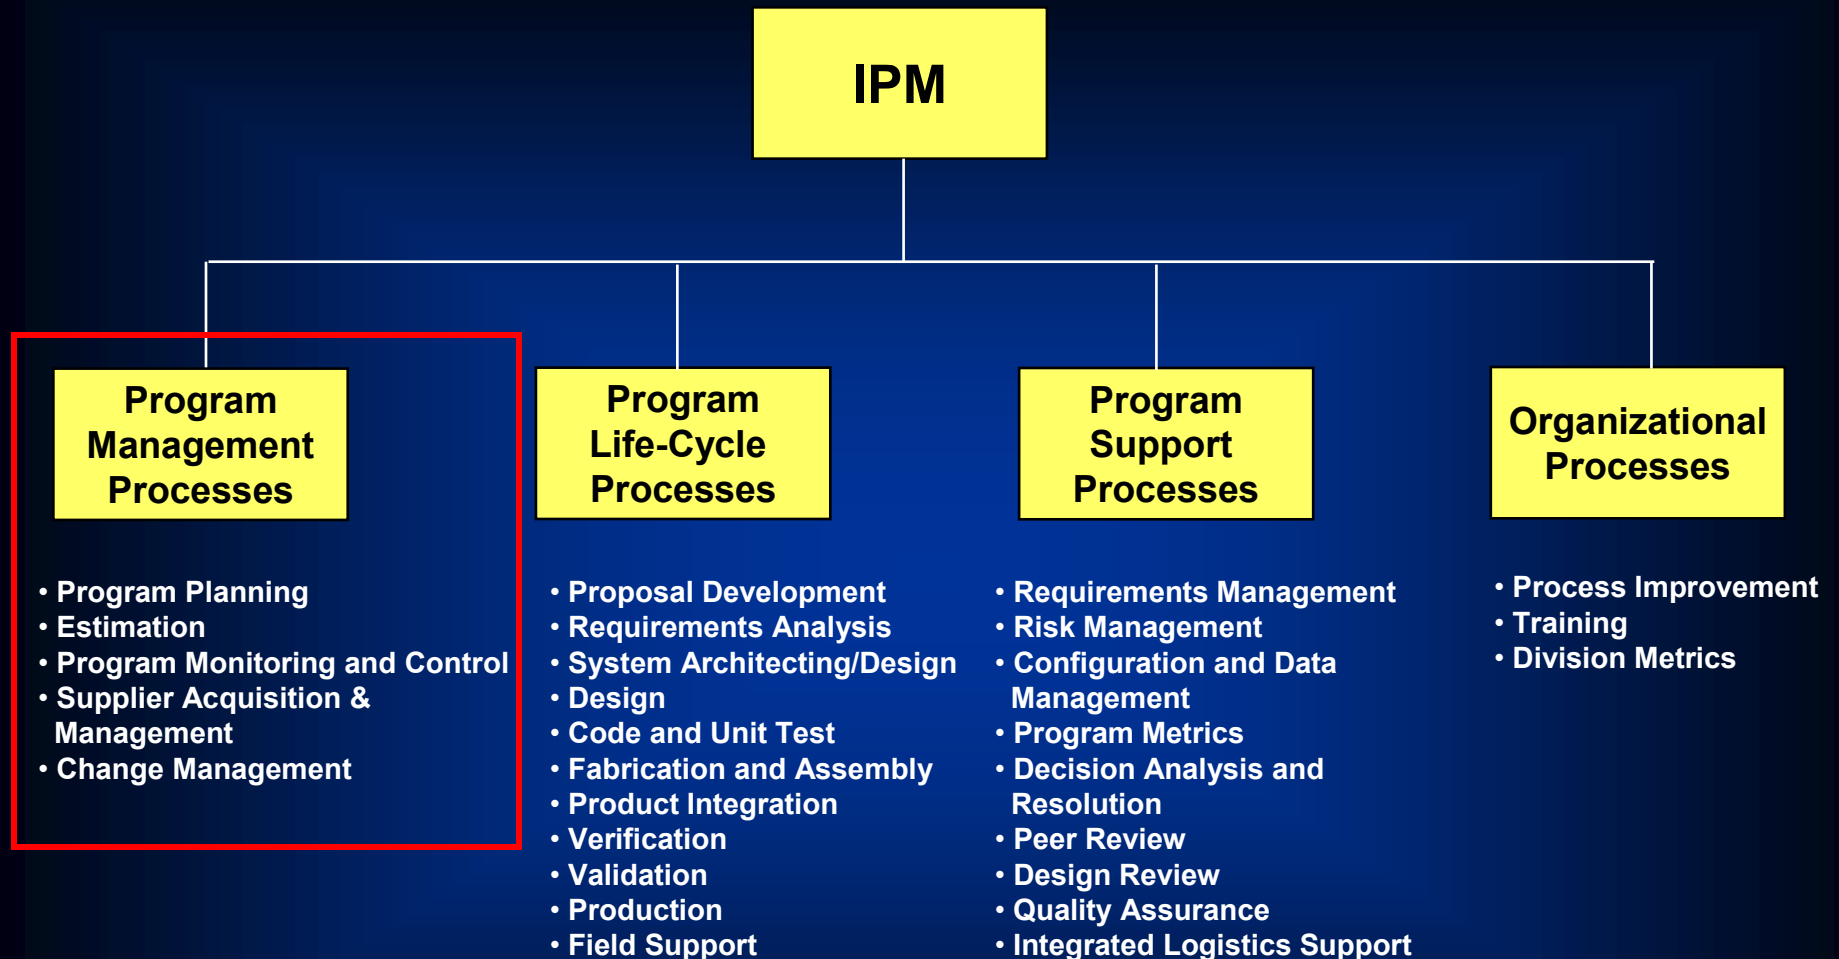 IPM
Program
Management
Processes
• Program Planning
• Estimation
• Program Monitoring and Control
• Supplier Acquisition &
Management
• Change Management
Program
Life-Cycle
Processes
• Proposal Development
• Requirements Analysis
• System Architecting/Design
• Design
• Code and Unit Test
• Fabrication and Assembly
• Product Integration
• Verification
• Validation
• Production
• Field Support
Program
Support
Processes
• Requirements Management
• Risk Management
• Configuration and Data
Management
• Program Metrics
• Decision Analysis and
Resolution
• Peer Review
• Design Review
• Quality Assurance
• Integrated Logistics Support
Organizational
Processes
• Process Improvement
• Training
• Division Metrics